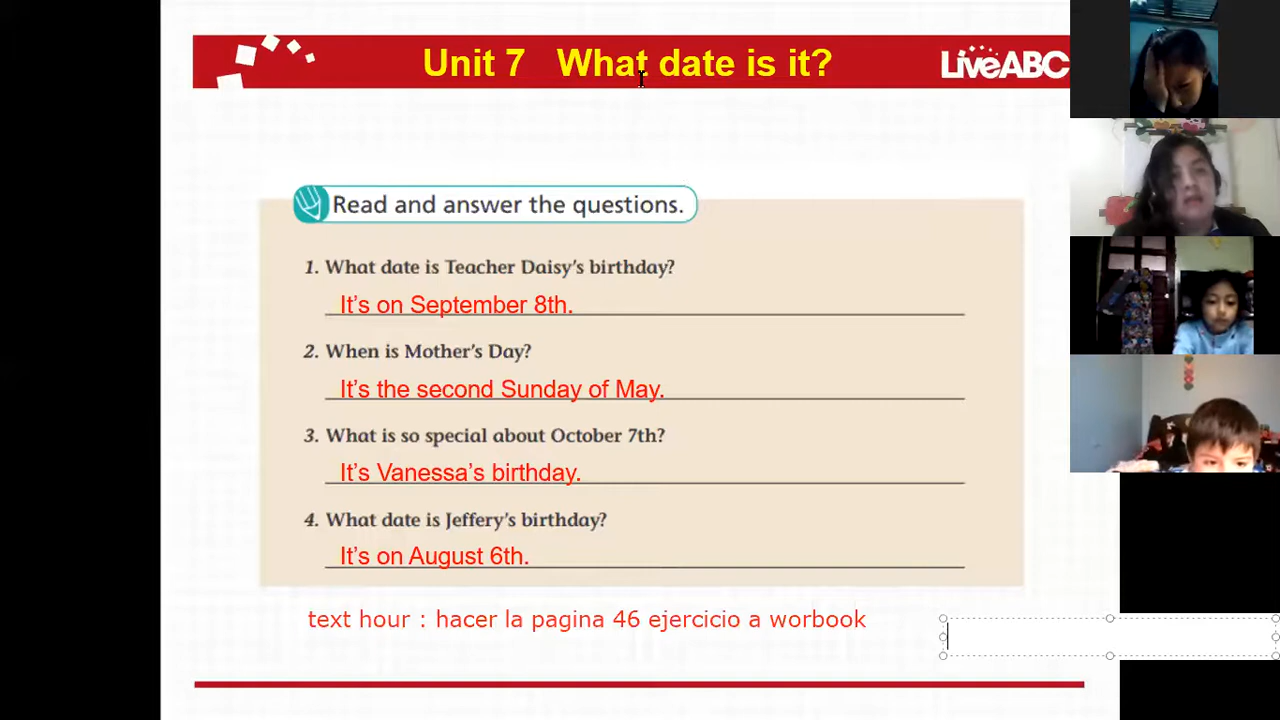 Unit 7 What date is it?
LiveABC
Read and answer the questions.
1. What date is Teacher Daisy's birthday?
It's on September 8th.
2. When is Mother's Day?
It's the second Sunday of May.
3. What is so special about October 7th?
It's Vanessa's birthday.
4. What date is Jeffery's birthday?
It's on August 6th.
text hour : hacer la pagina 46 ejercicio a worbook